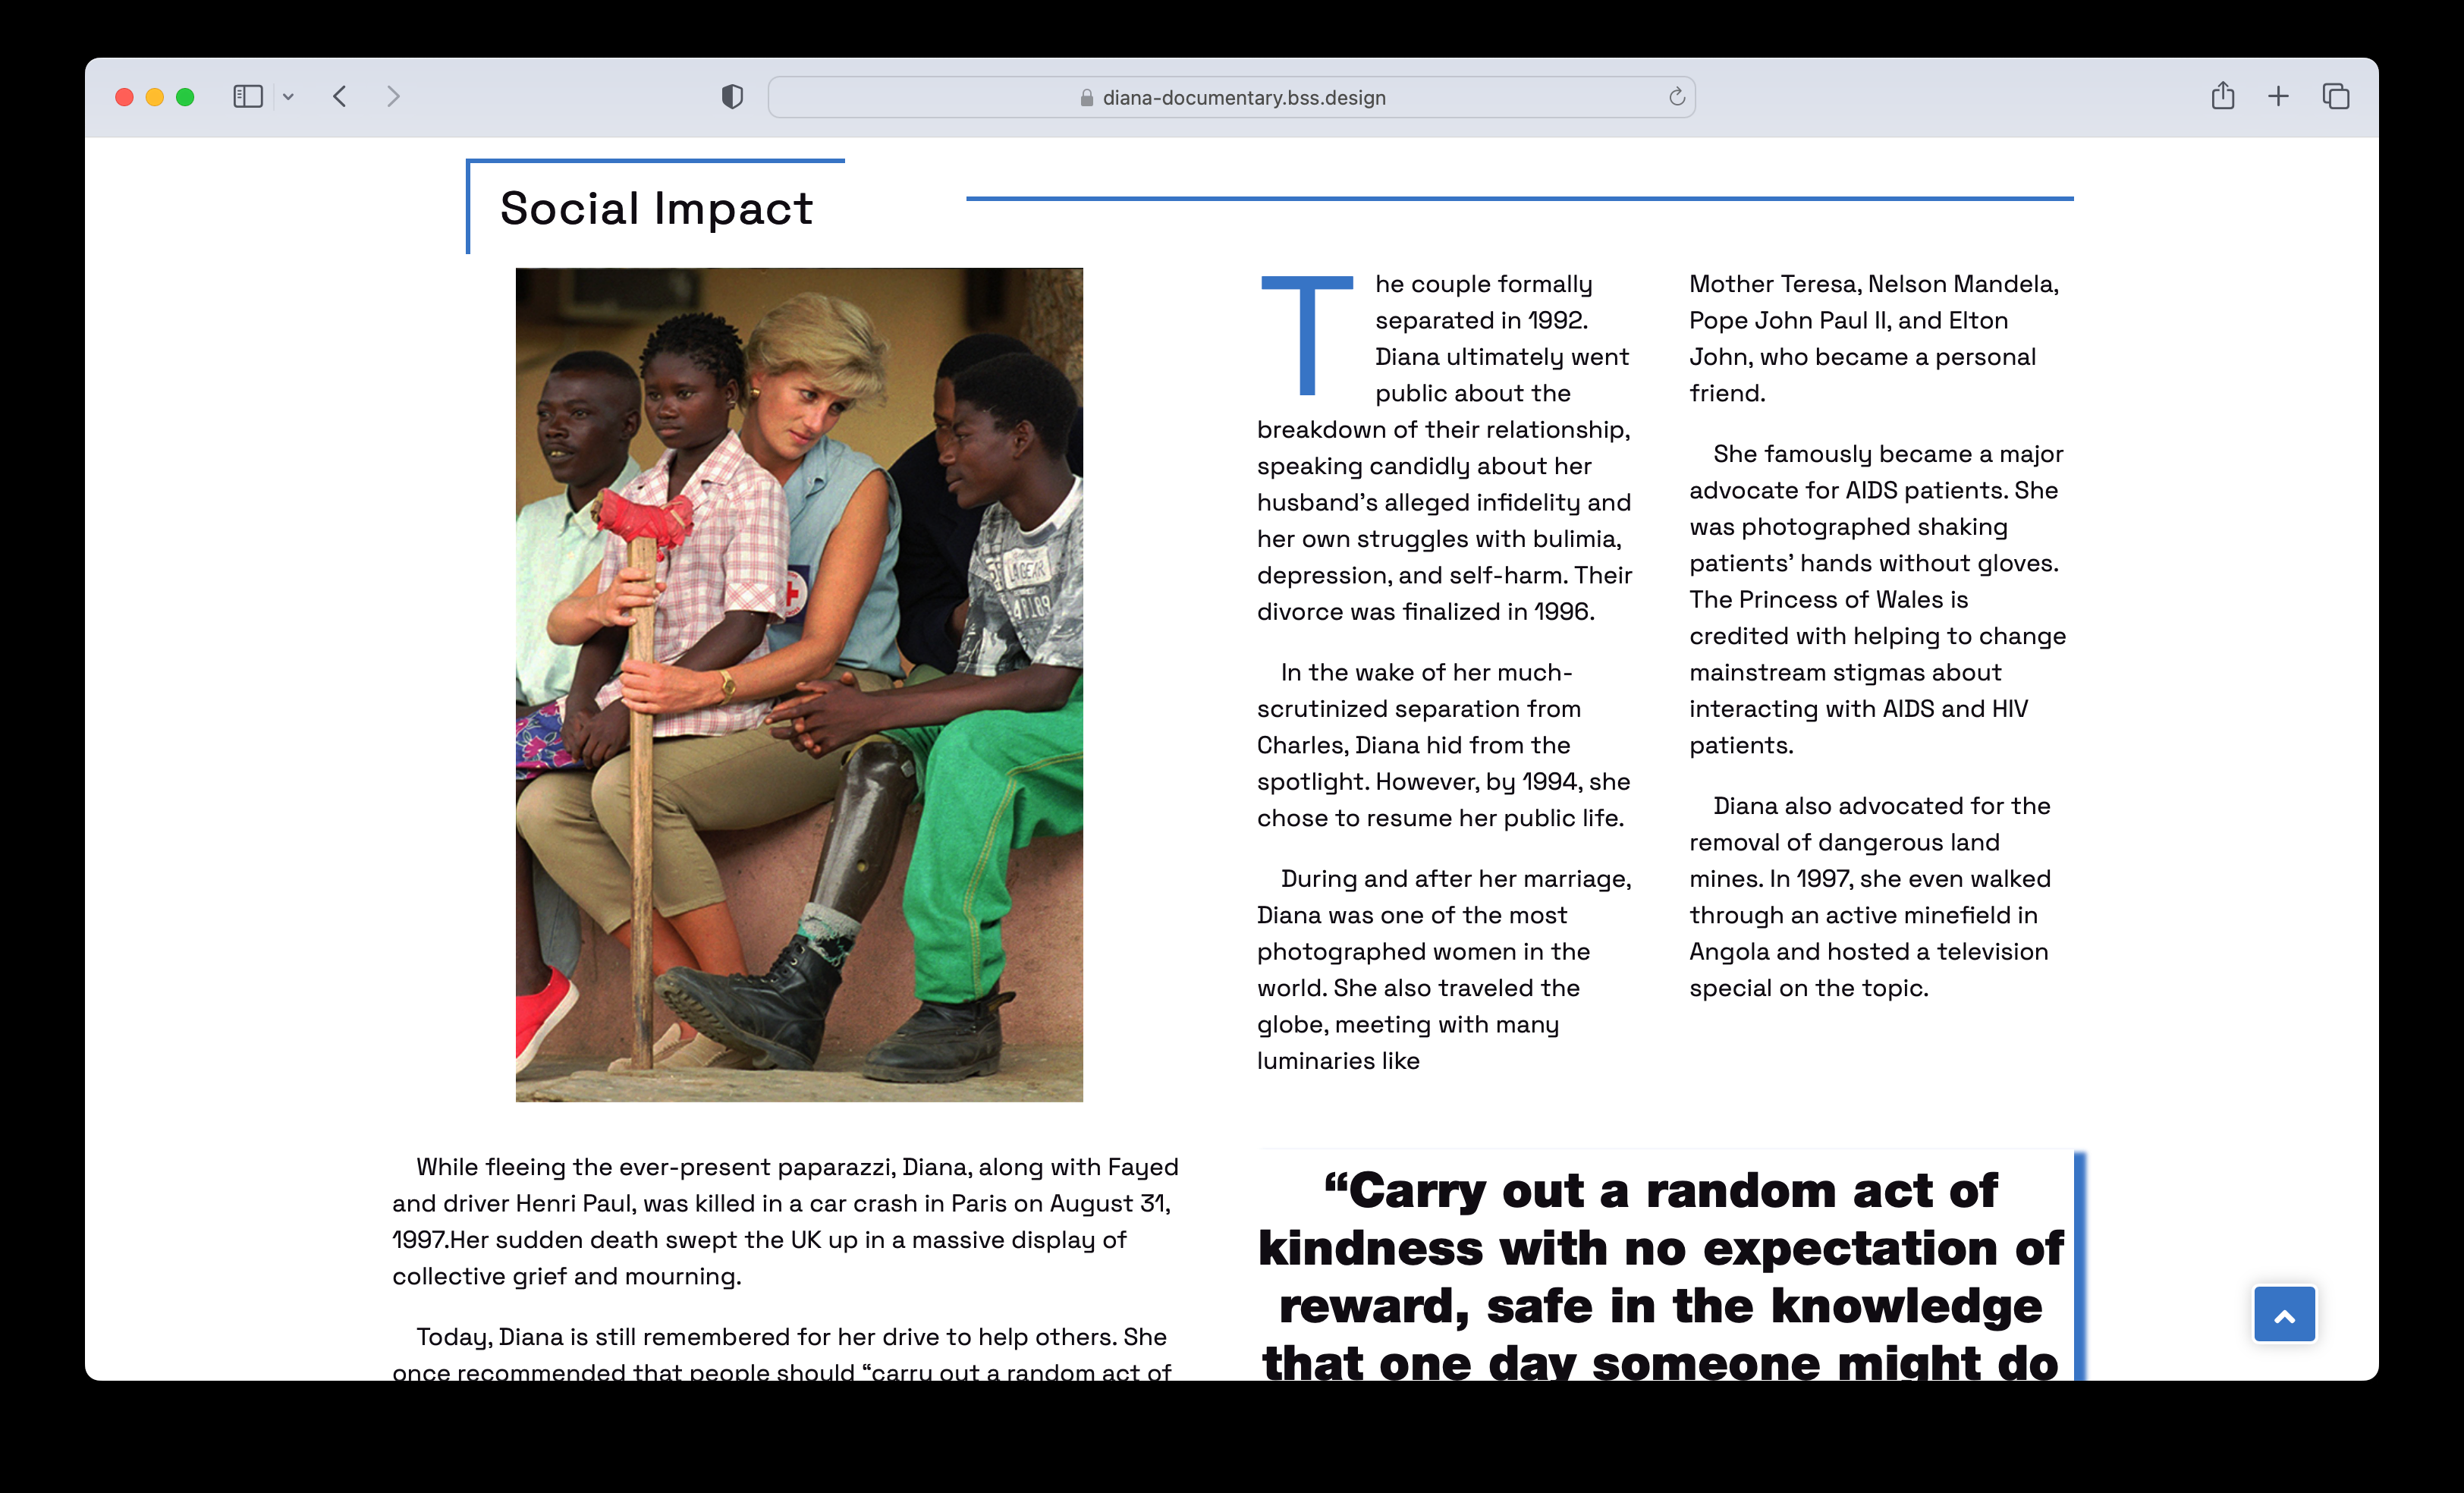 diana-documentary.bss.design
Social Impact
The couple formally
separated in 1992.
Diana ultimately went
public about the
breakdown of their relationship,
speaking candidly about her
husband’s alleged infidelity and
her own struggles with bulimia,
depression, and self-harm. Their
divorce was finalized in 1996.
In the wake of her much-
scrutinized separation from
Charles, Diana hid from the
spotlight. However, by 1994, she
chose to resume her public life.
During and after her marriage,
Diana was one of the most
photographed women in the
world. She also traveled the
globe, meeting with many
luminaries like
Mother Teresa, Nelson Mandela,
Pope John Paul II, and Elton
John, who became a personal
friend.
She famously became a major
advocate for AIDS patients. She
was photographed shaking
patients’ hands without gloves.
The Princess of Wales is
credited with helping to change
mainstream stigmas about
interacting with AIDS and HIV
patients.
Diana also advocated for the
removal of dangerous land
mines. In 1997, she even walked
through an active minefield in
Angola and hosted a television
special on the topic.
LA GEAR
While fleeing the ever-present paparazzi, Diana, along with Fayed
and driver Henri Paul, was killed in a car crash in Paris on August 31,
1997.Her sudden death swept the UK up in a massive display of
collective grief and mourning.
Today, Diana is still remembered for her drive to help others. She
once recommended that people should “carry out a random act of
“Carry out a random act of
kindness with no expectation of
reward, safe in the knowledge
that one day someone might do